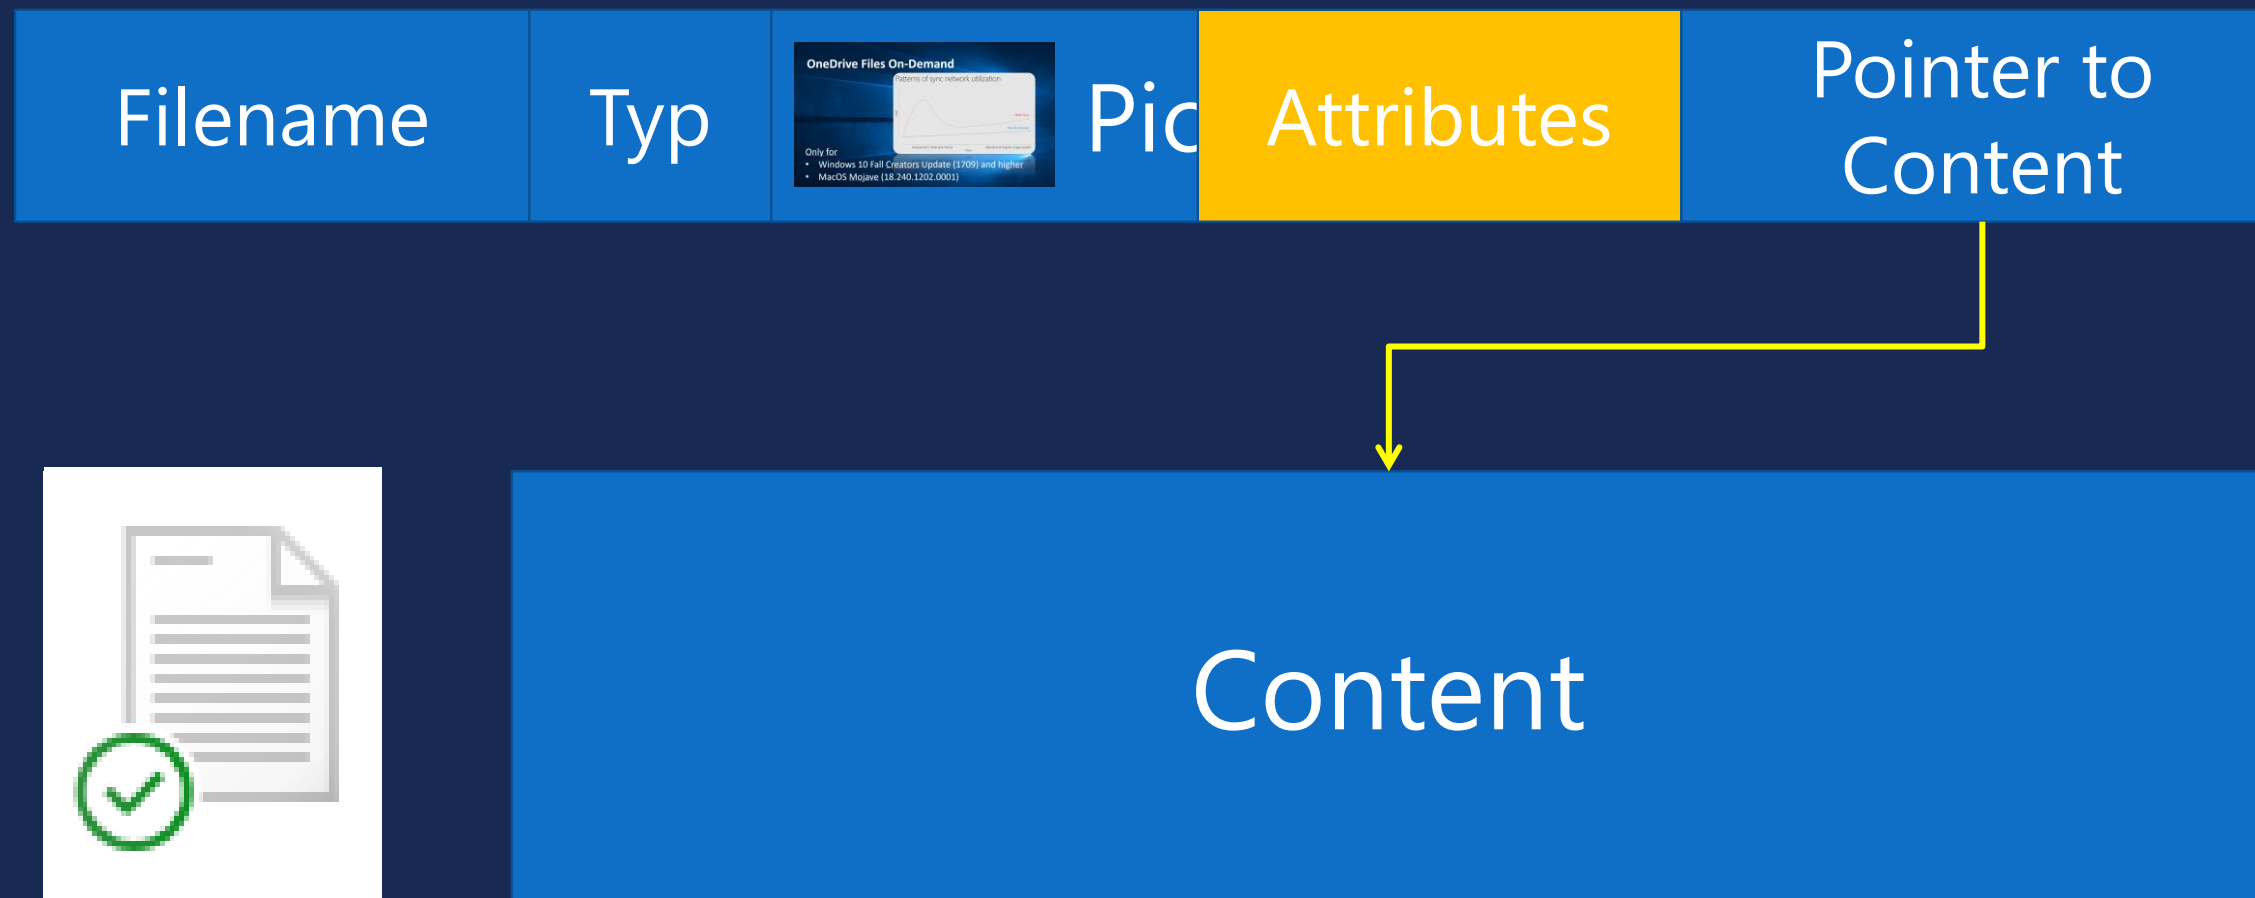 Filename
Typ
OneDrive Files On-Demand
Patterns of sync network utilization
Only for
• Windows 10 Fall Creators Update (1709) and higher
• MacOS Mojave (18.240.1202.0001)
Pic
Attributes
Pointer to
Content
Content